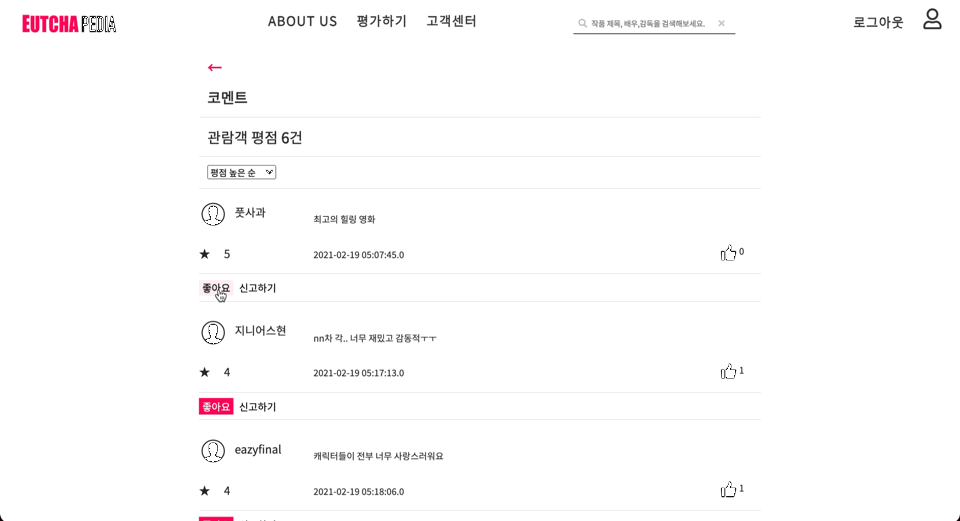 EUTCHA PEDIA
ABOUT US 평가하기 고객센터
작품 제목, 배우,감독을 검색해보세요.
로그아웃
코멘트
관람객 평점 6건
평점 높은 순
풋사과
최고의 힐링 영화
★ 5
2021-02-19 05:07:45.0
0
좋아요 신고하기
지니어스현
nn차 각.. 너무 재밌고 감동적ㅜㅜ
★ 4
2021-02-19 05:17:13.0
1
좋아요 신고하기
eazyfinal
캐릭터들이 전부 너무 사랑스러워요
★ 4
2021-02-19 05:18:06.0
1